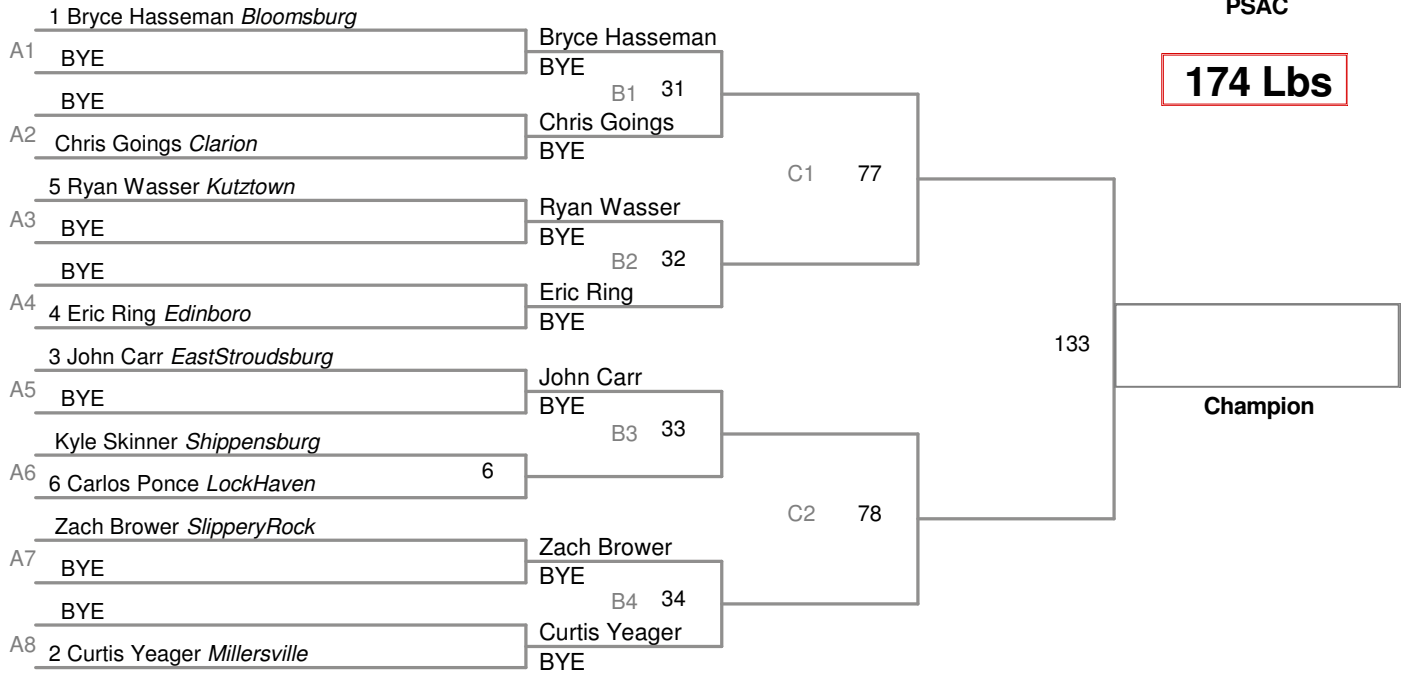 PSAC
174 Lbs
1 Bryce Hasseman Bloomsburg
A1
BYE
BYE
A2
Chris Goings Clarion
5 Ryan Wasser Kutztown
A3
BYE
BYE
A4
4 Eric Ring Edinboro
3 John Carr EastStroudsburg
A5
BYE
Kyle Skinner Shippensburg
A6
6
6 Carlos Ponce LockHaven
Zach Brower SlipperyRock
A7
BYE
BYE
A8
2 Curtis Yeager Millersville
Bryce Hasseman
BYE
B1 31
Chris Goings
BYE
Ryan Wasser
BYE
B2 32
Eric Ring
BYE
John Carr
BYE
B3 33
Zach Brower
BYE
B4 34
Curtis Yeager
BYE
C1 77
C2 78
133
Champion